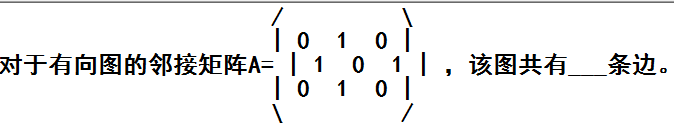 / \
| 0 1 0 |
对于有向图的邻接矩阵A= | 1 0 1 | ，该图共有___条边。
| 0 1 0 |
\ /